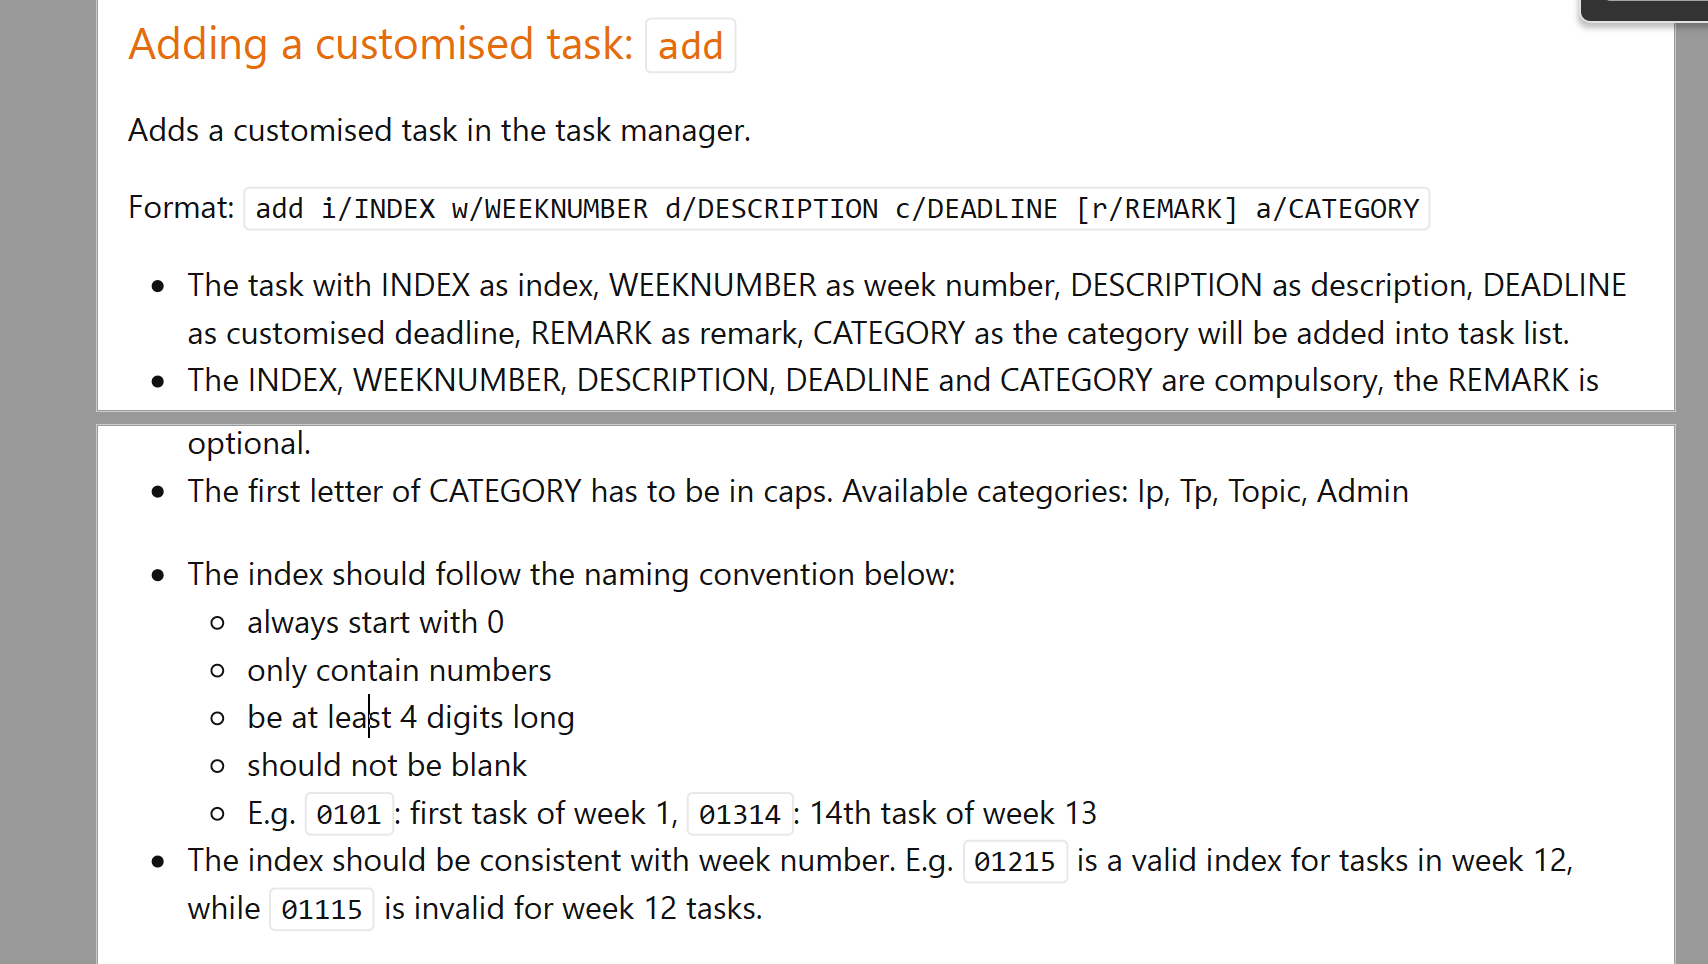 Adding a customised task: add
Adds a customised task in the task manager.
Format: add i/INDEX w/WEEKNUMBER d/DESCRIPTION c/DEADLINE [r/REMARK] a/CATEGORY
The task with INDEX as index, WEEKNUMBER as week number, DESCRIPTION as description, DEADLINE
as customised deadline, REMARK as remark, CATEGORY as the category will be added into task list.
The INDEX, WEEKNUMBER, DESCRIPTION, DEADLINE and CATEGORY are compulsory, the REMARK is
optional.
The first letter of CATEGORY has to be in caps. Available categories: Ip, Tp, Topic, Admin
The index should follow the naming convention below:
always start with 0
only contain numbers
be at least 4 digits long
should not be blank
E.g. 0101 : first task of week 1, 01314 : 14th task of week 13
The index should be consistent with week number. E.g. 01215 is a valid index for tasks in week 12,
while 01115 is invalid for week 12 tasks.